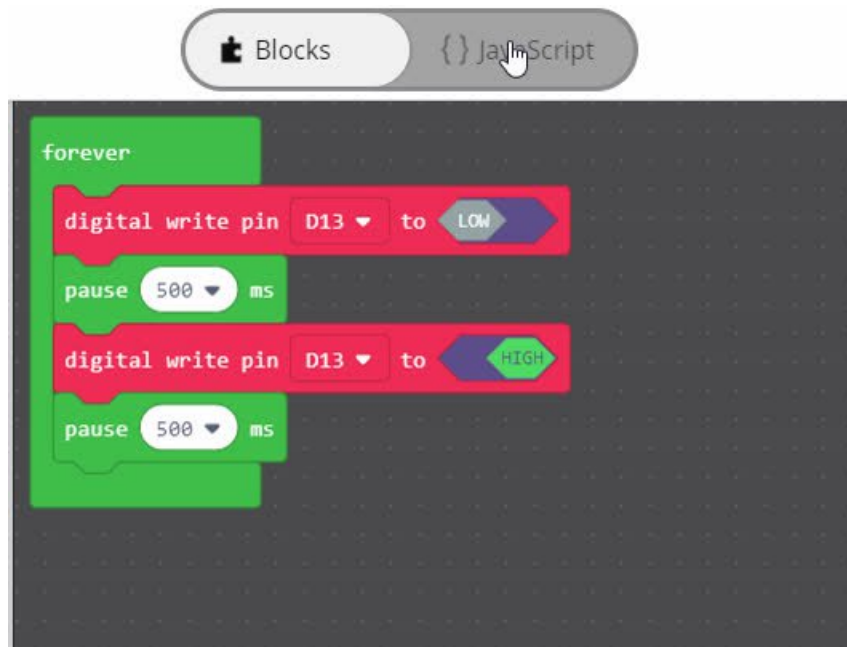 Blocks {} JavaScript
forever
digital write pin D13 to LOW
pause 500 ms
digital write pin D13 to HIGH
pause 500 ms